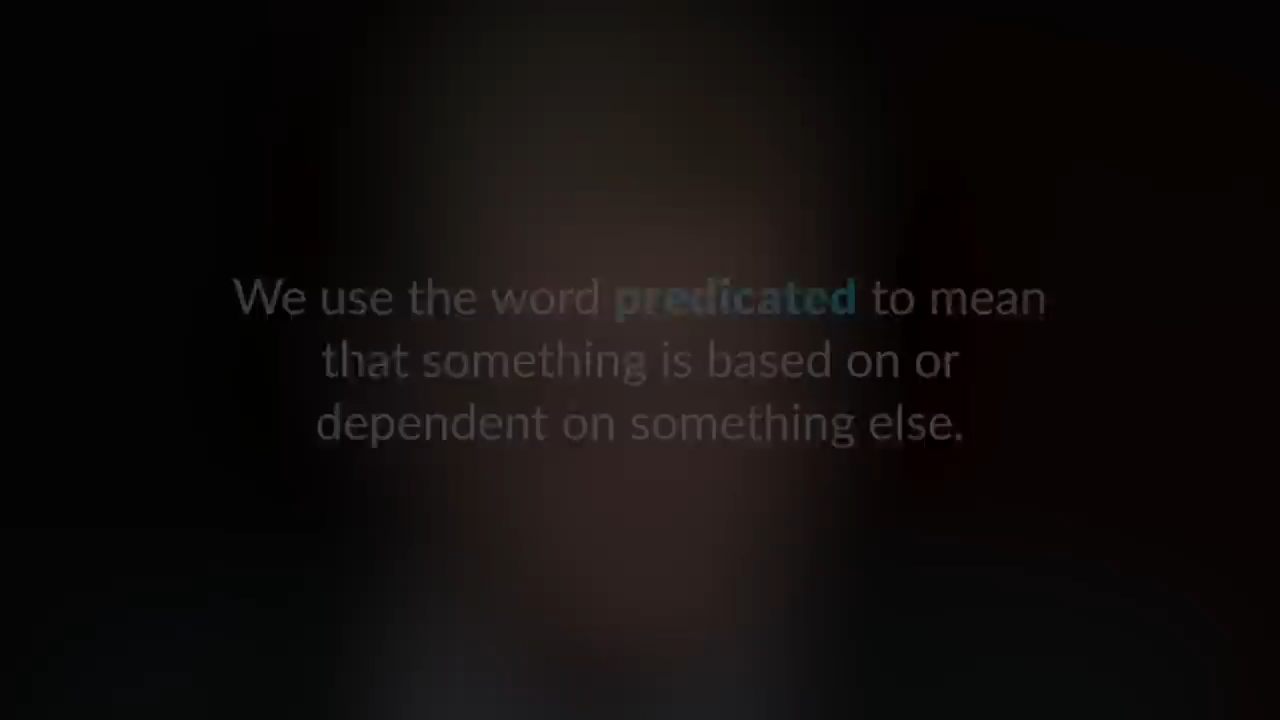 We use the word predicated to mean
that something is based on or
dependent on something else.